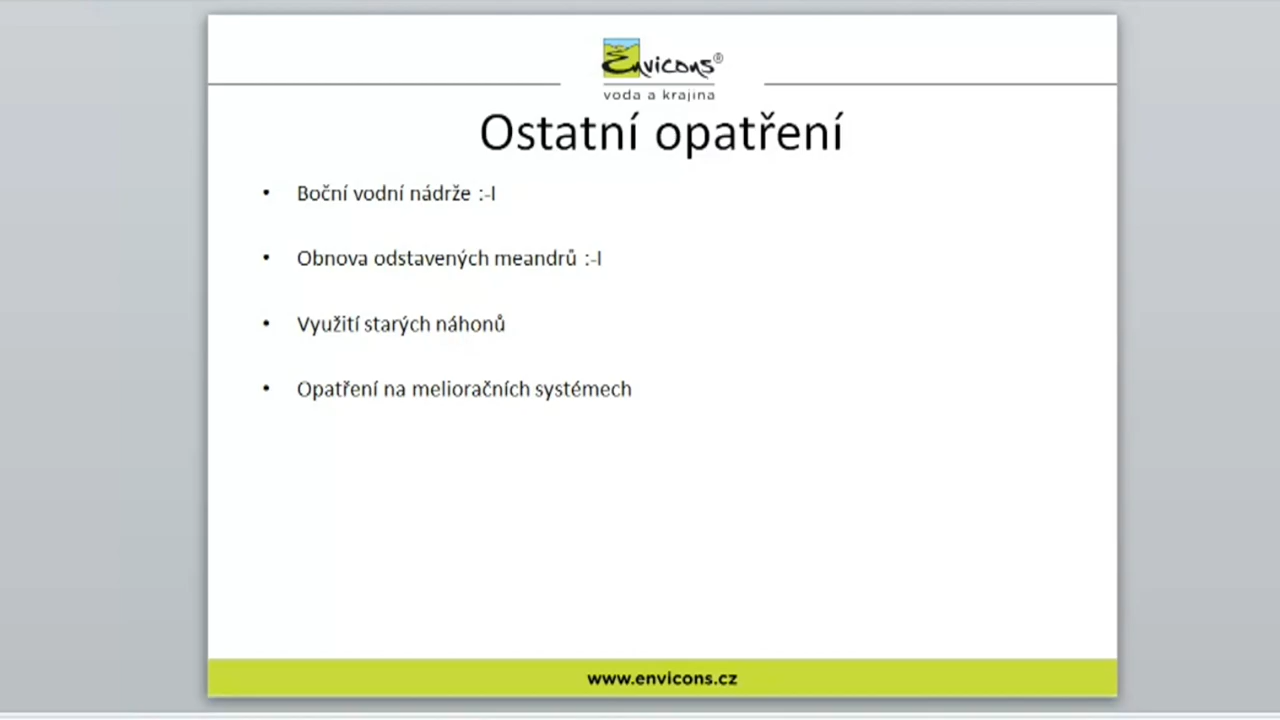 Envicons®
voda a krajina
Ostatní opatření
• Boční vodní nádrže :-I
• Obnova odstavených meandrů :-I
• Využití starých náhonů
• Opatření na melioračních systémech
www.envicons.cz